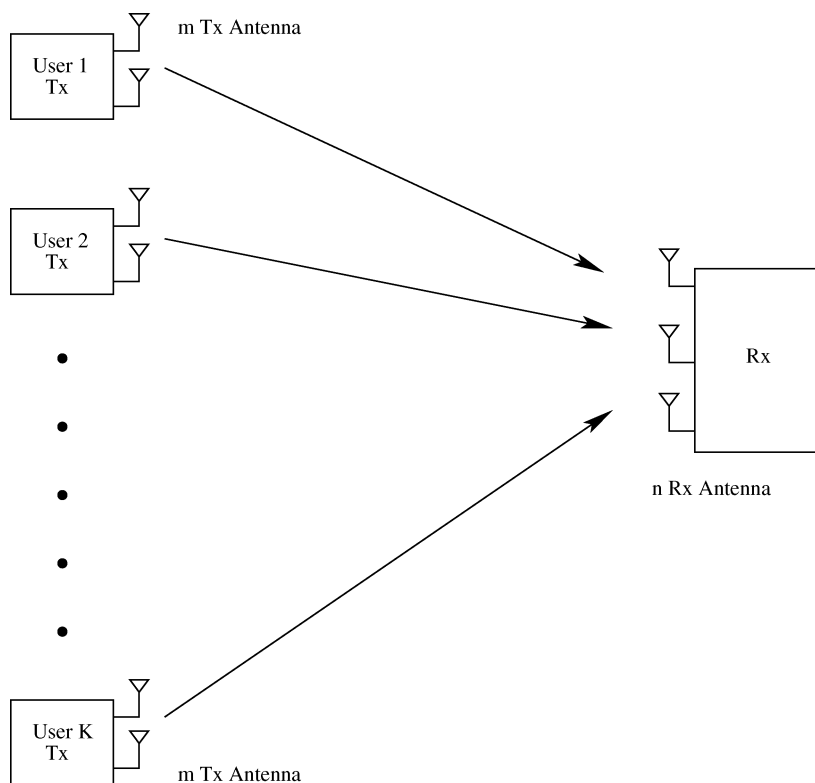 m Tx Antenna
User 1
Tx
User 2
Tx
Rx
n Rx Antenna
User K
Tx
m Tx Antenna